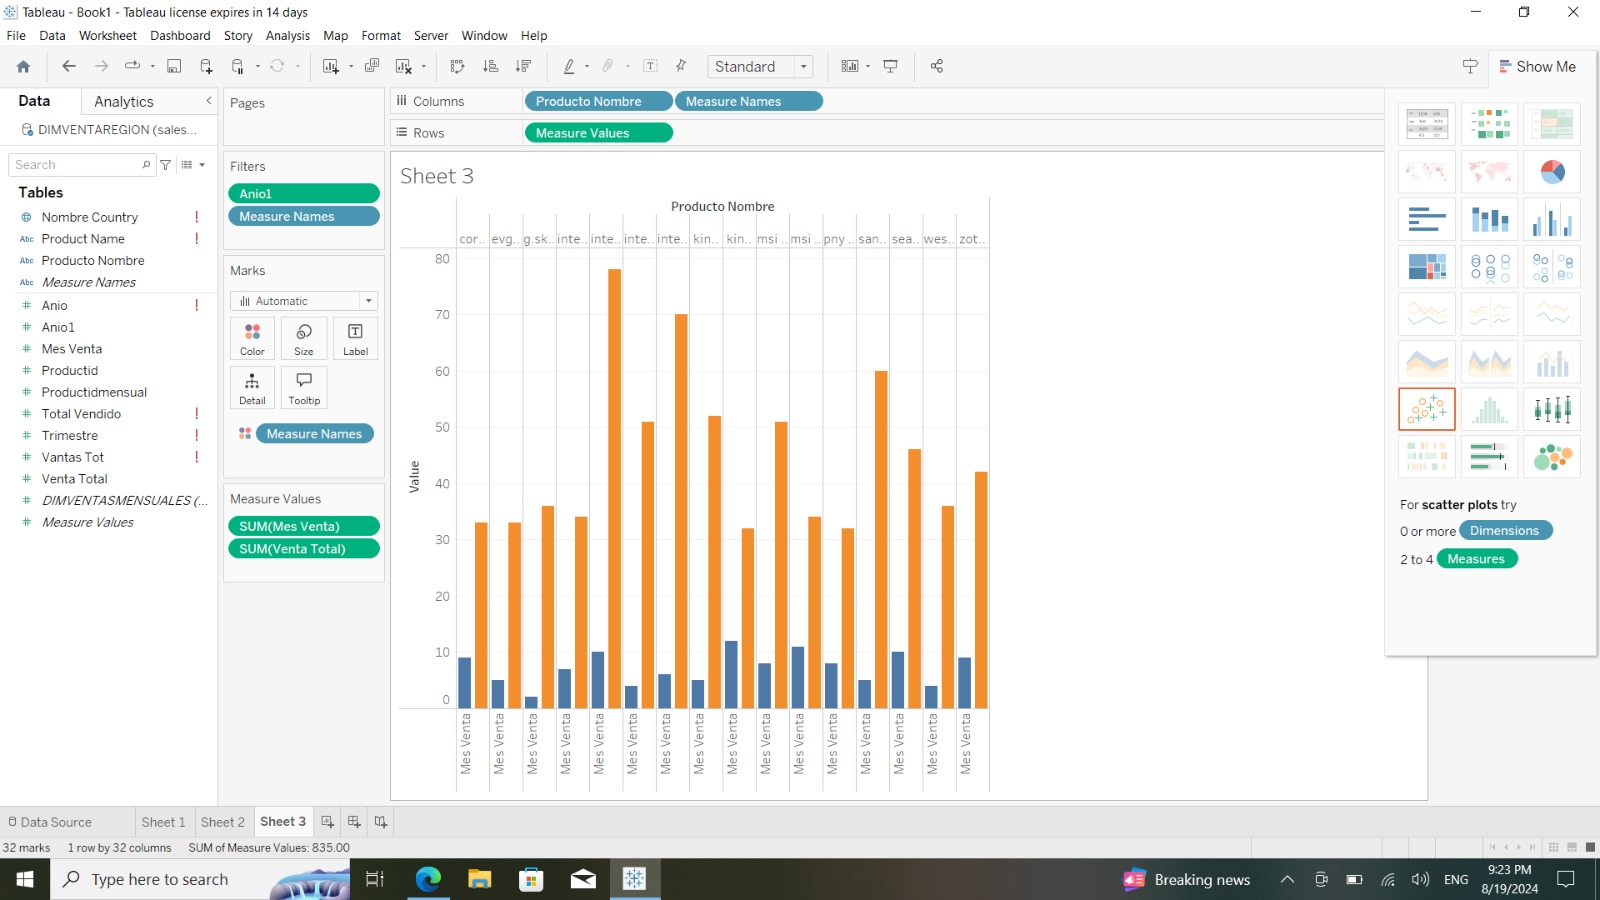 Tableau - Book1 - Tableau license expires in 14 days
File Data Worksheet Dashboard Story Analysis Map Format Server Window Help
Standard
Show Me
Data Analytics
DIMVENTAREGION (sales...
Search
Tables
Nombre Country !
Abc Product Name !
Abc Producto Nombre
Abc Measure Names
# Anio !
# Anio1
# Mes Venta
# Productid
# Productidmensual
# Total Vendido !
# Trimestre !
# Vantas Tot !
# Venta Total
# DIMVENTASMENSUALES (...
# Measure Values
Pages
Filters
Anio1
Measure Names
Marks
Automatic
Color Size Label
Detail Tooltip
Measure Names
Measure Values
SUM(Mes Venta)
SUM(Venta Total)
Columns Producto Nombre Measure Names
Rows Measure Values
Sheet 3
Producto Nombre
cor.. evg.. g.sk.. inte.. inte.. inte.. inte.. kin.. kin.. msi .. msi .. pny .. san.. sea.. wes.. zot..
80
70
60
50
40
30
20
10
0
Value
Mes Venta Mes Venta Mes Venta Mes Venta Mes Venta Mes Venta Mes Venta Mes Venta Mes Venta Mes Venta Mes Venta Mes Venta Mes Venta Mes Venta Mes Venta Mes Venta
For scatter plots try
0 or more Dimensions
2 to 4 Measures
Data Source Sheet 1 Sheet 2 Sheet 3
32 marks 1 row by 32 columns SUM of Measure Values: 835.00
Type here to search
Breaking news
ENG
9:23 PM
8/19/2024